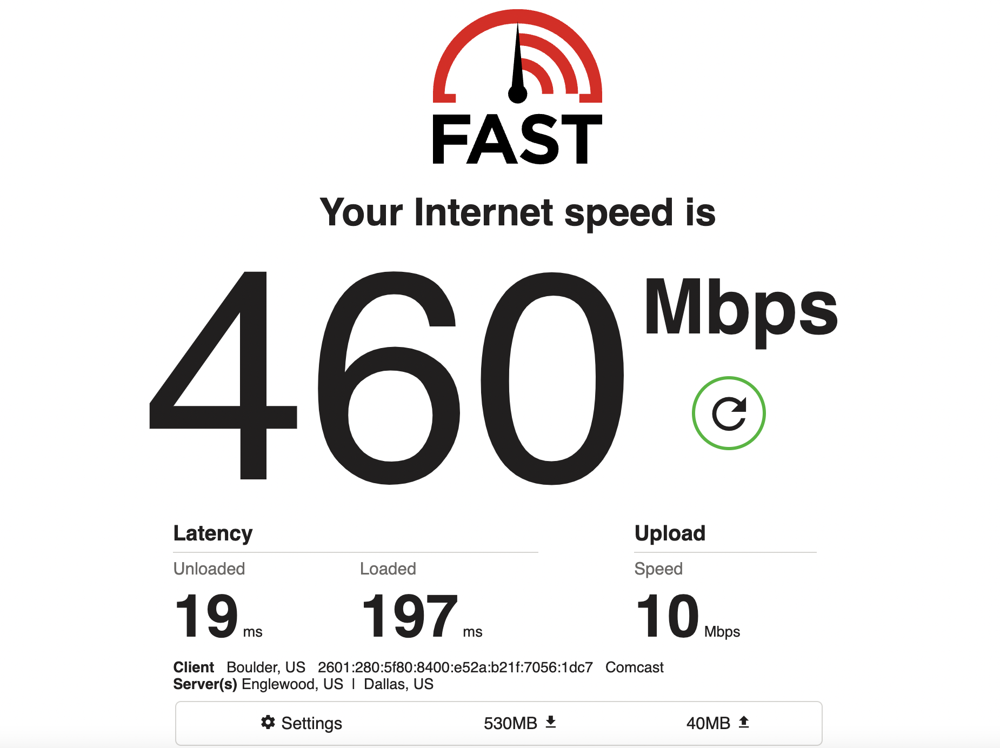 FAST
Your Internet speed is
460 Mbps
Latency Upload
Unloaded Loaded Speed
19 ms 197 ms 10 Mbps
Client Boulder, US 2601:280:5f80:8400:e52a:b21f:7056:1dc7 Comcast
Server(s) Englewood, US | Dallas, US
Settings 530MB 40MB